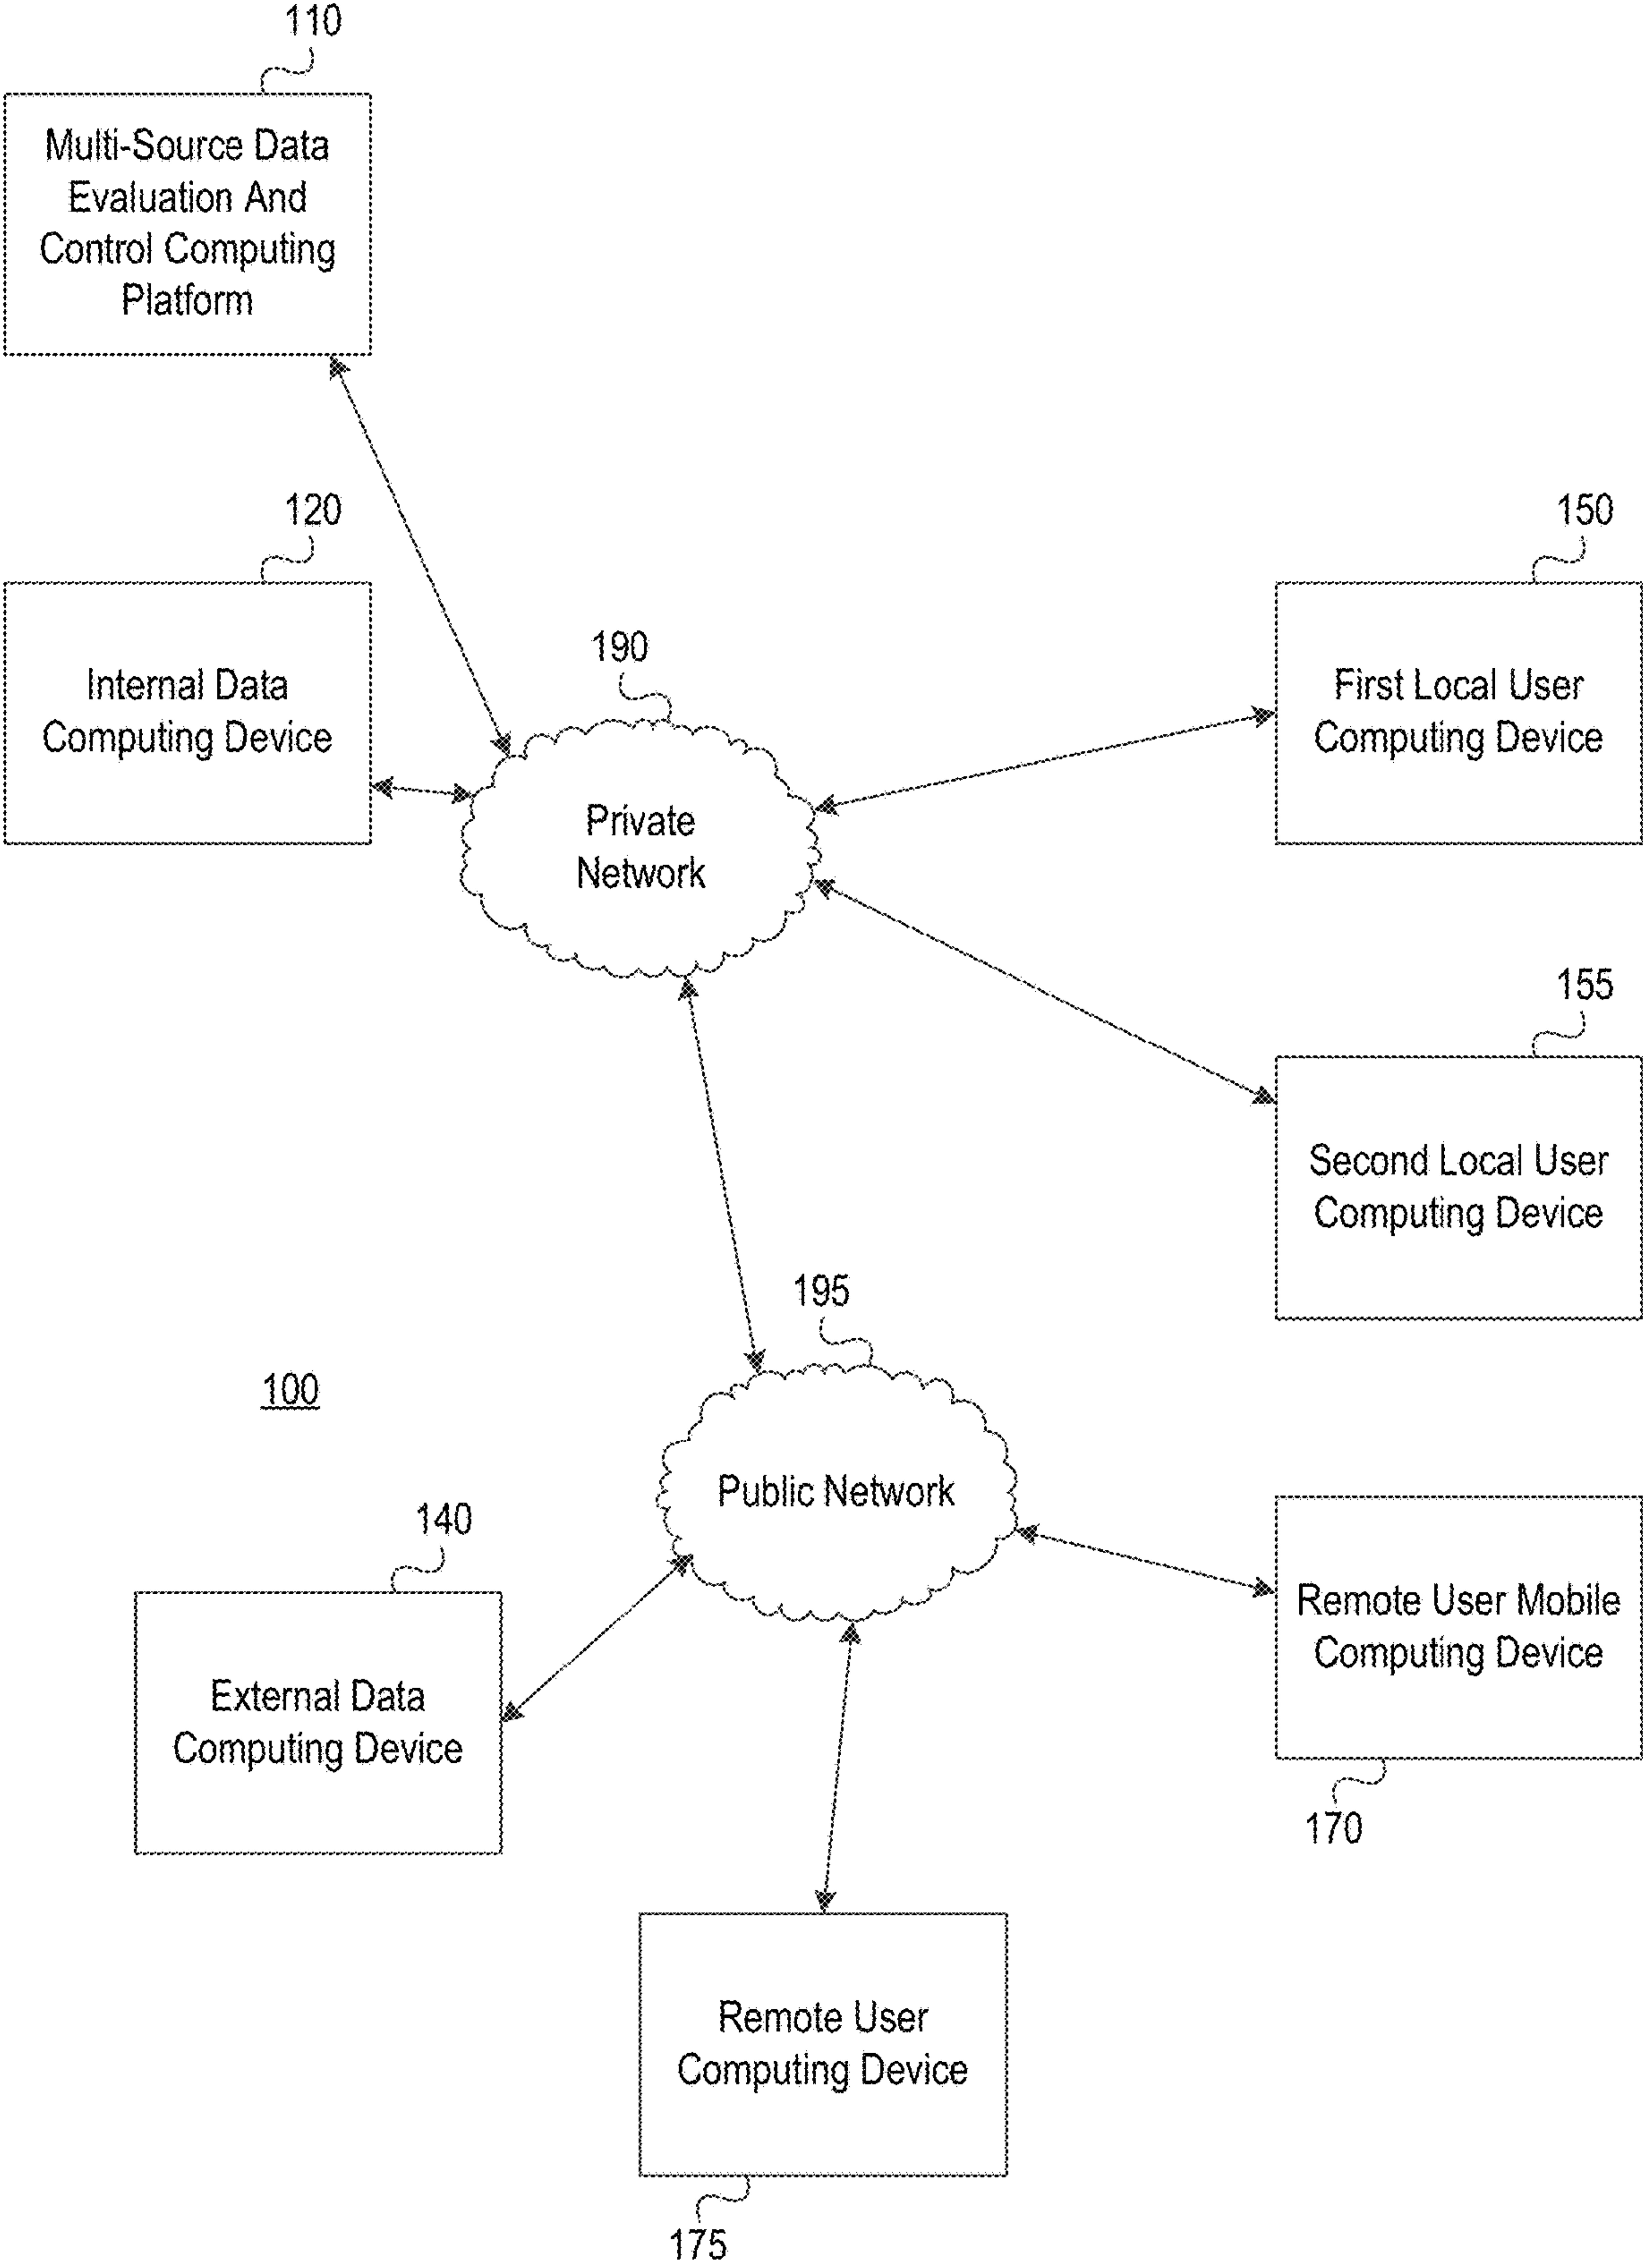 110
Multi-Source Data
Evaluation And
Control Computing
Platform
120
Internal Data
Computing Device
190
Private
Network
150
First Local User
Computing Device
155
Second Local User
Computing Device
195
Public Network
100
140
External Data
Computing Device
Remote User Mobile
Computing Device
170
Remote User
Computing Device
175